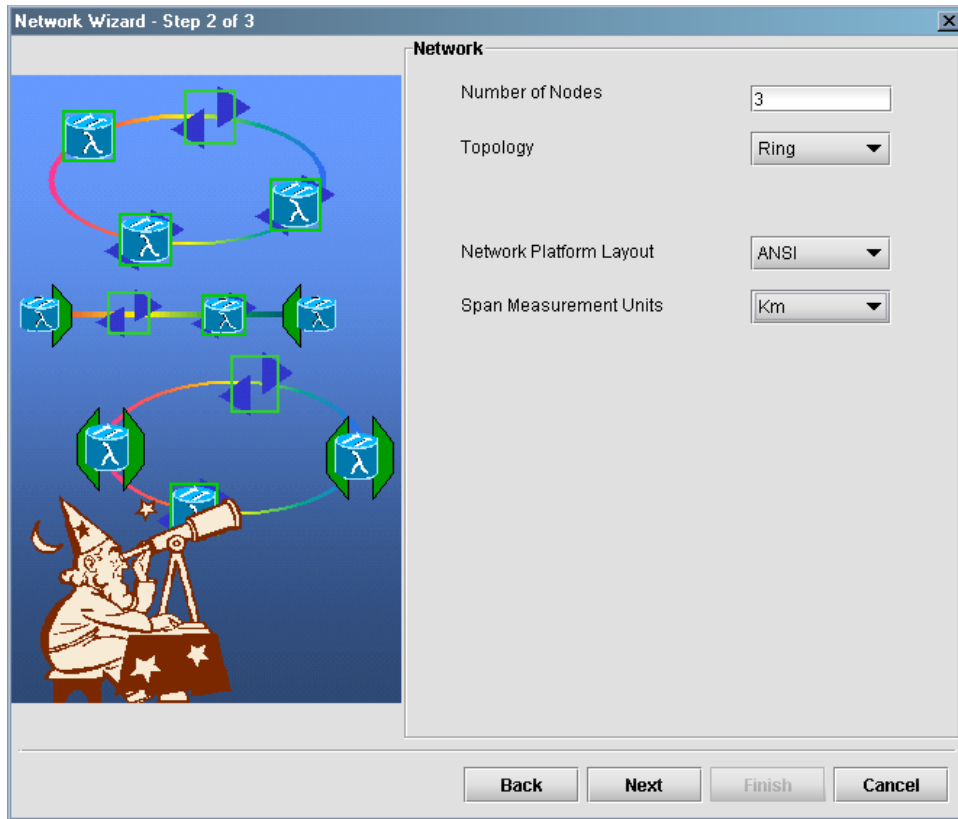 Network Wizard - Step 2 of 3
Network
Number of Nodes 3
Topology Ring
Network Platform Layout ANSI
Span Measurement Units Km
λ
λ
λ
λ
λ
λ
λ
λ
Back Next Finish Cancel